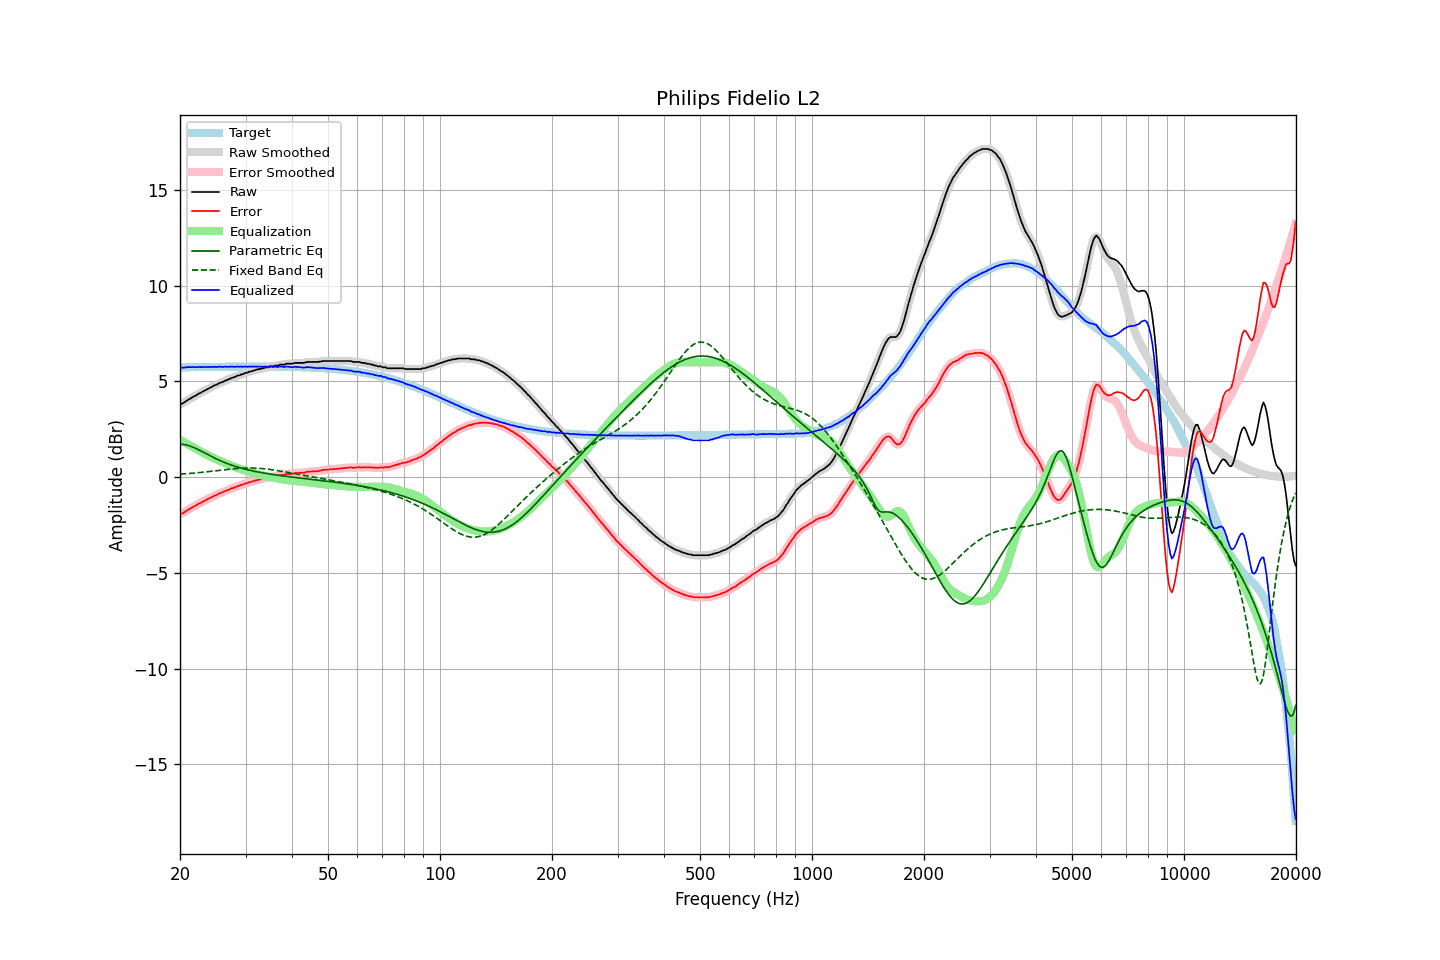 Philips Fidelio L2
Target
Raw Smoothed
Error Smoothed
Raw
Error
Equalization
Parametric Eq
Fixed Band Eq
Equalized
15
10
5
0
−5
−10
−15
Amplitude (dBr)
20 50 100 200 500 1000 2000 5000 10000 20000
Frequency (Hz)